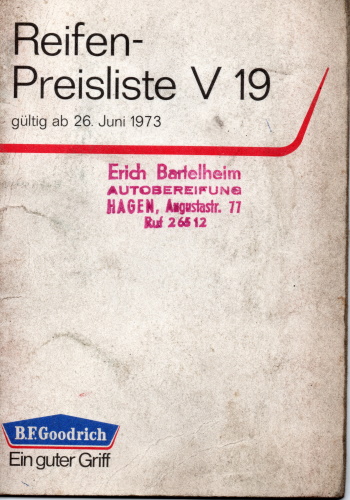 Reifen-
Preisliste V 19
gültig ab 26. Juni 1973
Erich Bartelheim
AUTOBEREIFUNG
HAGEN, Augustastr. 77
Ruf 26512
B.F.Goodrich
Ein guter Griff